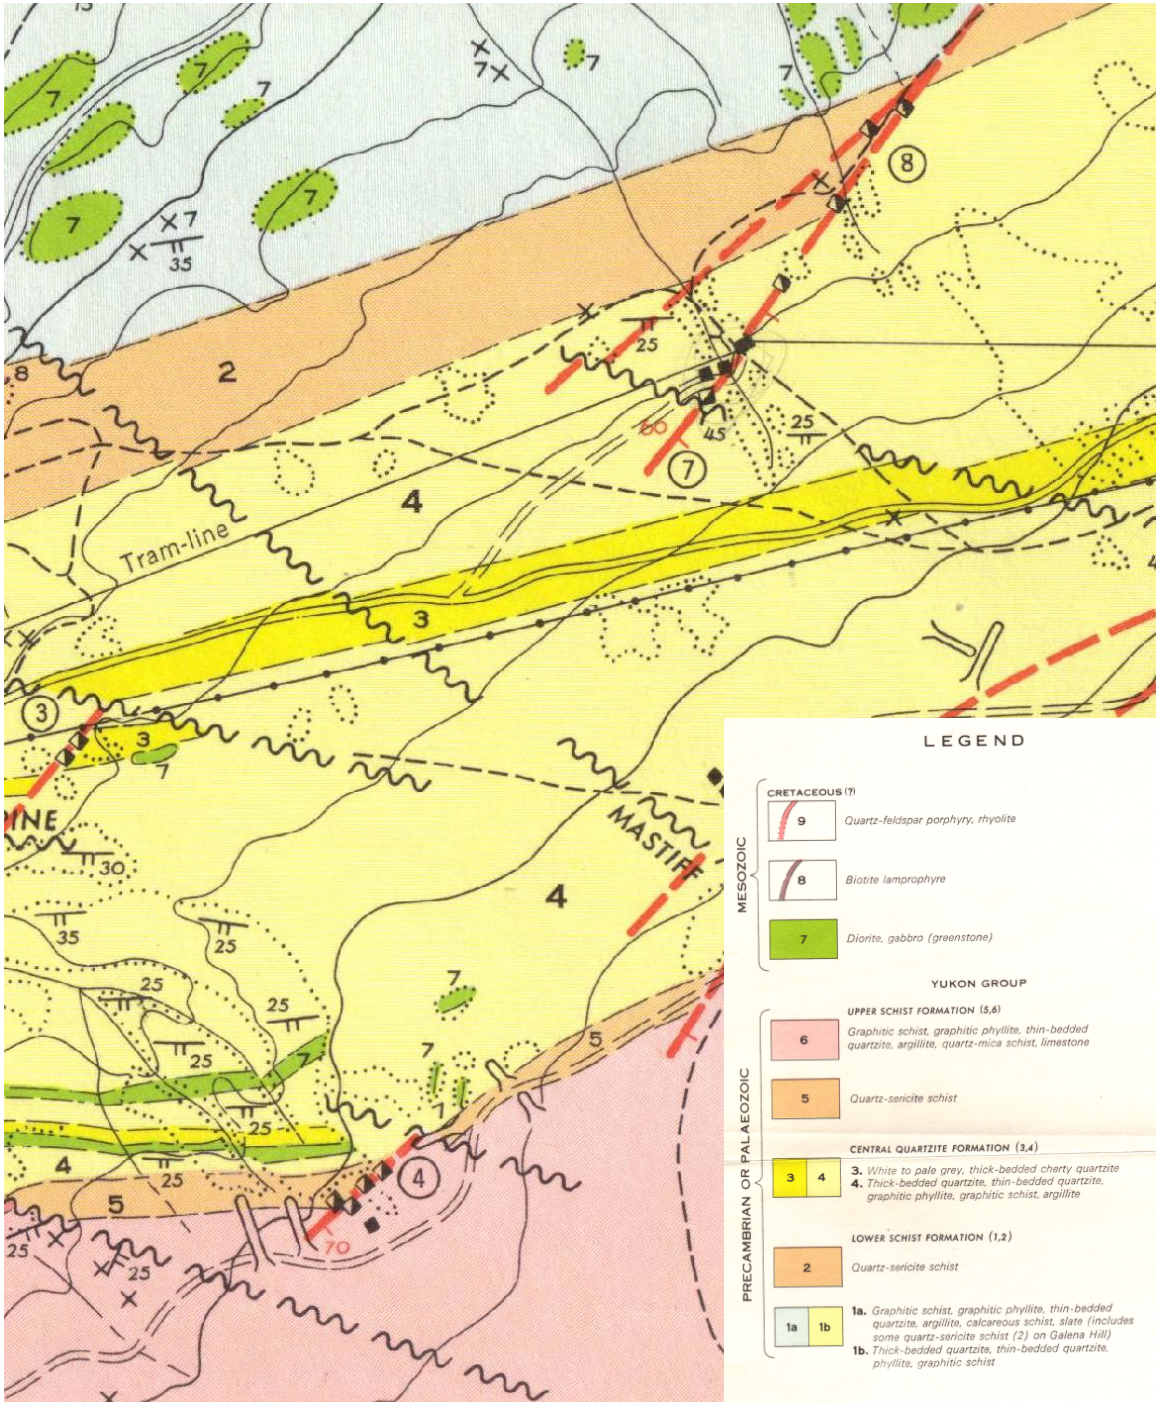 15
7
7
7
7
7
7
7
7
35
8
8
2
25
60
45
25
7
4
Tram-line
3
4
3
3
7
INE
30
MASTIFF
4
35
25
25
25
7
25
7
25
7
7
5
4
25
4
5
25
70
25
LEGEND
MESOZOIC
CRETACEOUS (?)
9 Quartz-feldspar porphyry, rhyolite
8 Biotite lamprophyre
7 Diorite, gabbro (greenstone)
PRECAMBRIAN OR PALAEOZOIC
YUKON GROUP
UPPER SCHIST FORMATION (5,6)
6 Graphitic schist, graphitic phyllite, thin-bedded
quartzite, argillite, quartz-mica schist, limestone
5 Quartz-sericite schist
CENTRAL QUARTZITE FORMATION (3,4)
3 4 3. White to pale grey, thick-bedded cherty quartzite
4. Thick-bedded quartzite, thin-bedded quartzite,
graphitic phyllite, graphitic schist, argillite
LOWER SCHIST FORMATION (1,2)
2 Quartz-sericite schist
1a 1b 1a. Graphitic schist, graphitic phyllite, thin-bedded
quartzite, argillite, calcareous schist, slate (includes
some quartz-sericite schist (2) on Galena Hill)
1b. Thick-bedded quartzite, thin-bedded quartzite,
phyllite, graphitic schist